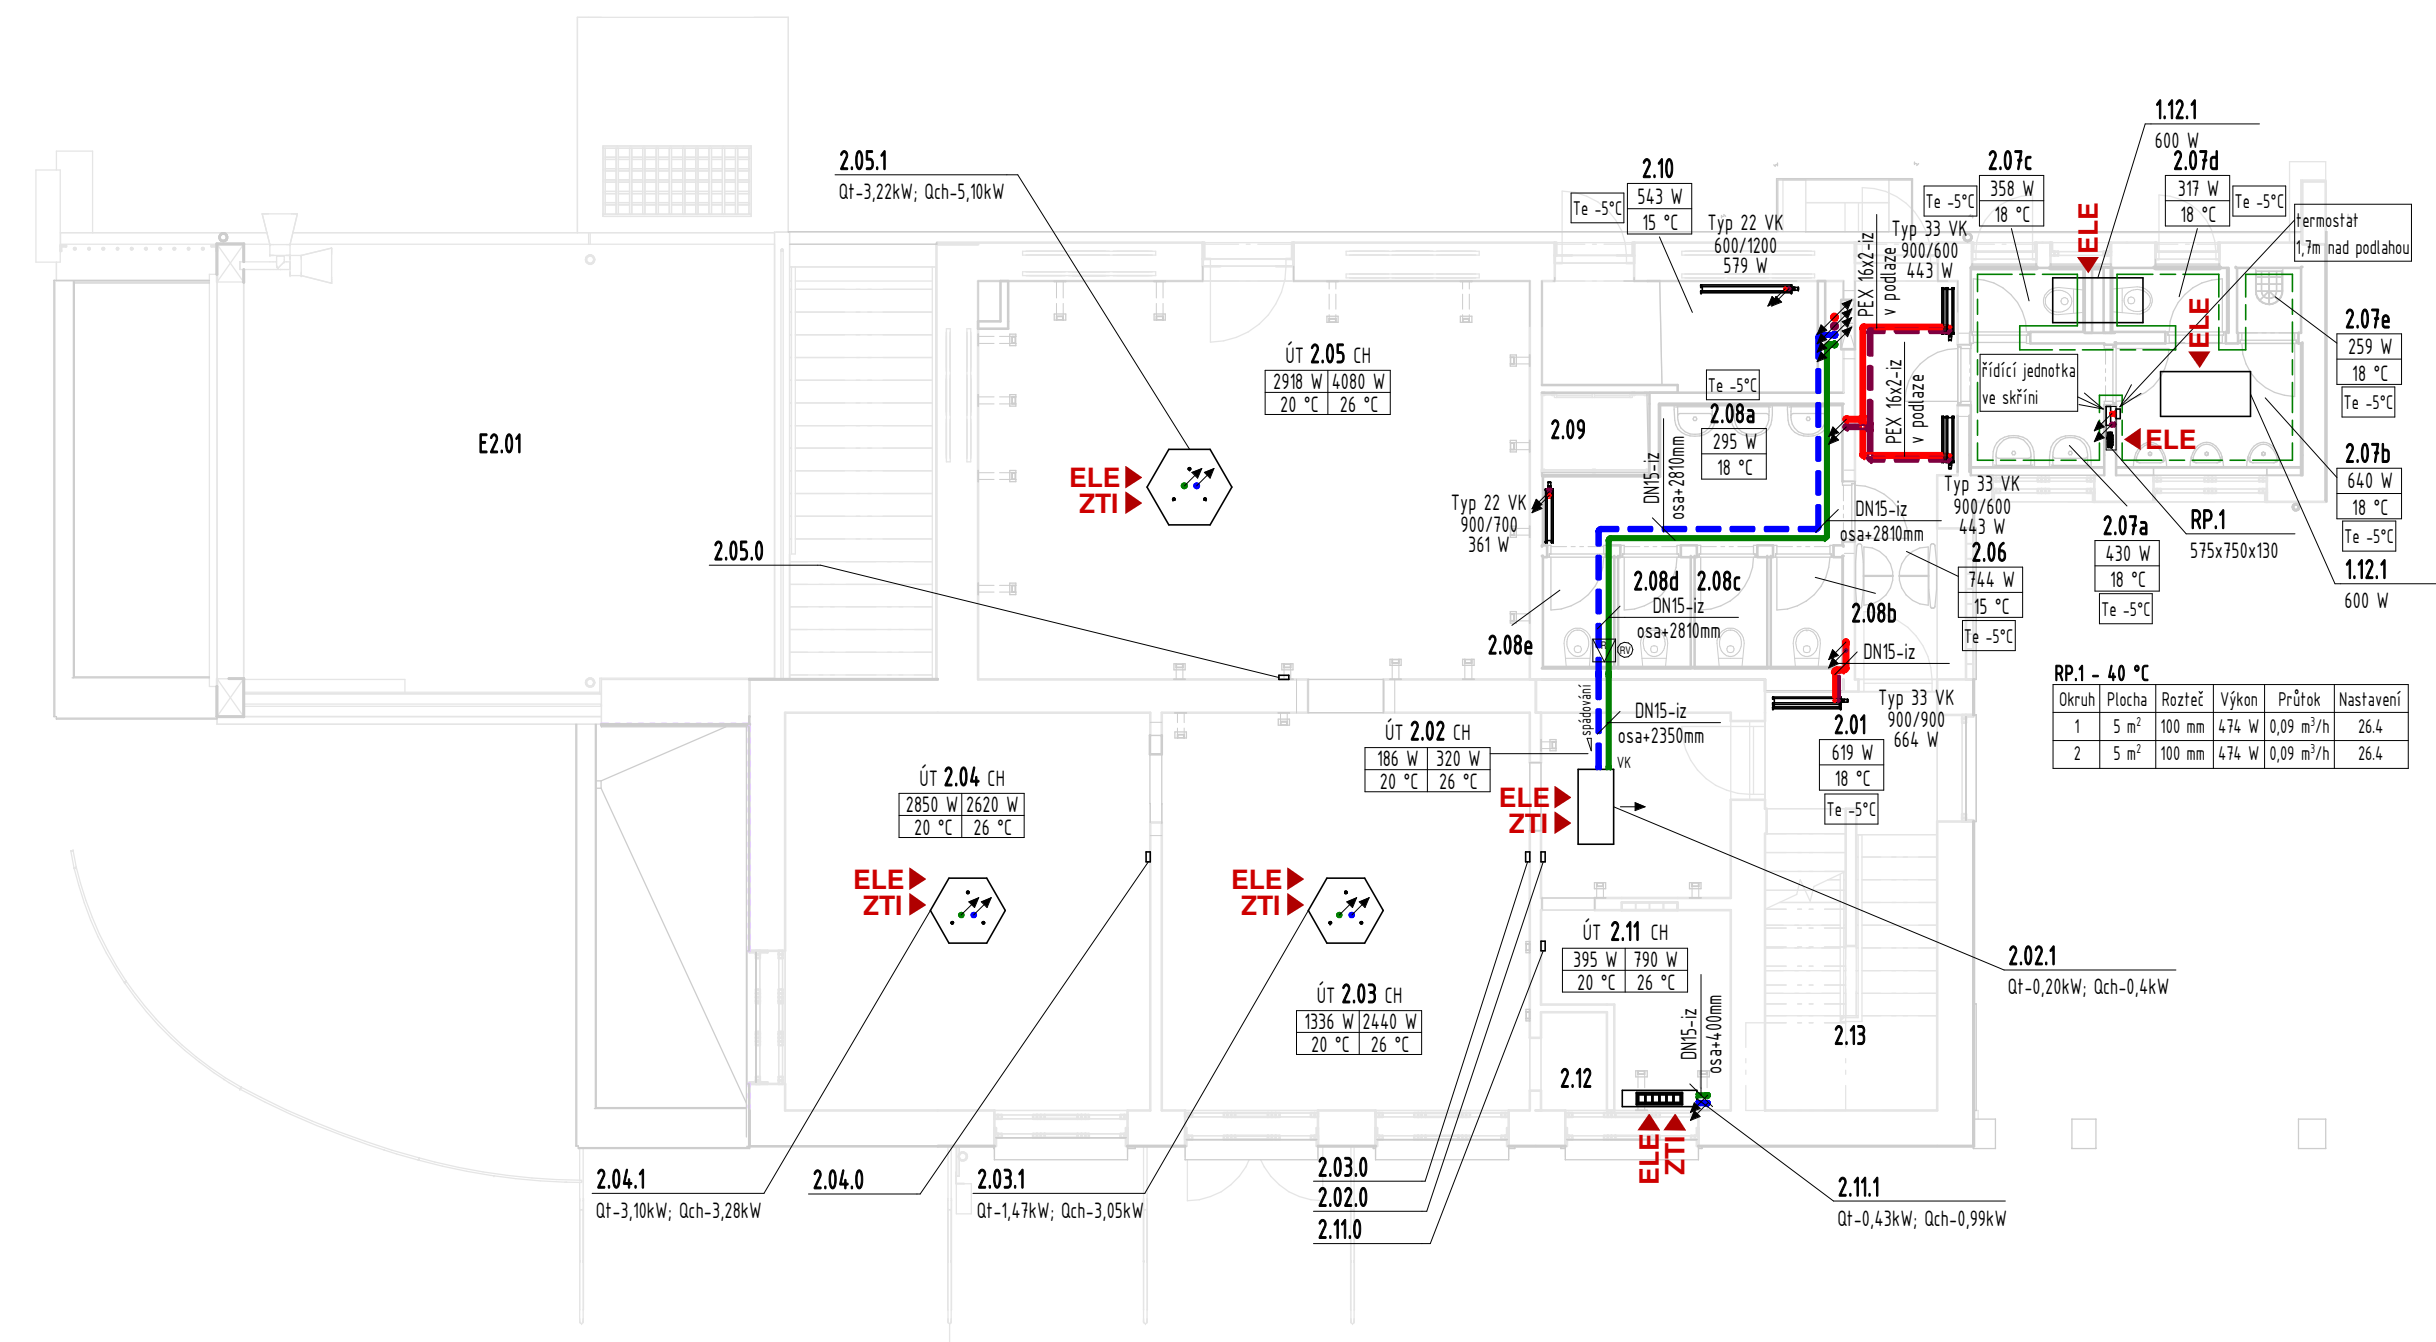 1.12.1
600 W
2.05.1
Qt-3,22kW; Qch-5,10kW
2.10
543 W
15 °C
Te -5°C
Typ 22 VK
600/1200
579 W
PEX 16x2-iz
v podlaze
Typ 33 VK
900/600
443 W
2.07c
358 W
18 °C
Te -5°C
2.07d
317 W
18 °C
Te -5°C
ELE
termostat
1,7m nad podlahou
ELE
2.07e
259 W
18 °C
Te -5°C
řídící jednotka
ve skříni
ELE
2.07b
640 W
18 °C
Te -5°C
ÚT 2.05 CH
2918 W 4080 W
20 °C 26 °C
Te -5°C
2.08a
295 W
18 °C
2.09
PEX 16x2-iz
v podlaze
E2.01
ELE
ZTI
DN15-iz
osa+2810mm
Typ 22 VK
900/700
361 W
DN15-iz
osa+2810mm
Typ 33 VK
900/600
443 W
2.07a
430 W
18 °C
Te -5°C
RP.1
575x750x130
1.12.1
600 W
2.06
744 W
15 °C
Te -5°C
2.05.0
2.08d
2.08c
DN15-iz
osa+2810mm
2.08b
2.08e
RV
DN15-iz
spádování
DN15-iz
osa+2350mm
VK
Typ 33 VK
900/900
664 W
2.01
619 W
18 °C
Te -5°C
RP.1 - 40 °C
Okruh Plocha Rozteč Výkon Průtok Nastavení
1 5 m² 100 mm 474 W 0,09 m³/h 26.4
2 5 m² 100 mm 474 W 0,09 m³/h 26.4
ÚT 2.02 CH
186 W 320 W
20 °C 26 °C
ELE
ZTI
ÚT 2.04 CH
2850 W 2620 W
20 °C 26 °C
ELE
ZTI
ELE
ZTI
ÚT 2.03 CH
1336 W 2440 W
20 °C 26 °C
ÚT 2.11 CH
395 W 790 W
20 °C 26 °C
2.02.1
Qt-0,20kW; Qch-0,4kW
DN15-iz
osa+400mm
2.13
2.12
ELE
ZTI
2.04.1
Qt-3,10kW; Qch-3,28kW
2.04.0
2.03.1
Qt-1,47kW; Qch-3,05kW
2.03.0
2.02.0
2.11.0
2.11.1
Qt-0,43kW; Qch-0,99kW